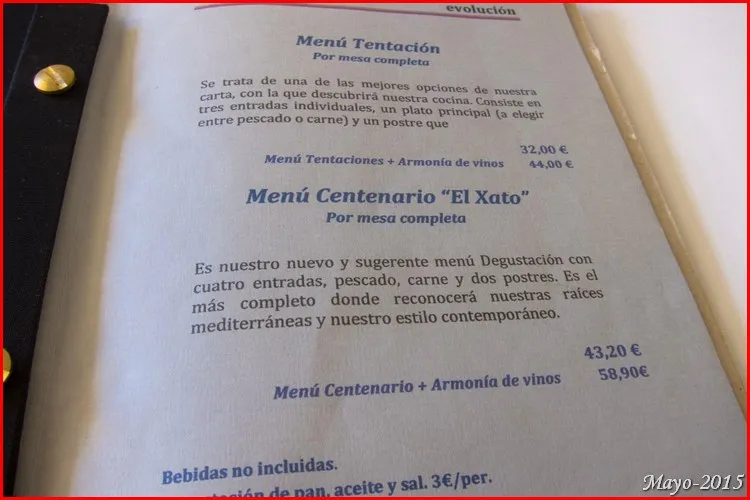 evolución
Menú Tentación
Por mesa completa
Se trata de una de las mejores opciones de nuestra
carta, con la que descubrirá nuestra cocina. Consiste en
tres entradas individuales, un plato principal (a elegir
entre pescado o carne) y un postre que
32,00 €
Menú Tentaciones + Armonía de vinos 44,00 €
Menú Centenario “El Xato”
Por mesa completa
Es nuestro nuevo y sugerente menú Degustación con
cuatro entradas, pescado, carne y dos postres. Es el
más completo donde reconocerá nuestras raíces
mediterráneas y nuestro estilo contemporáneo.
43,20 €
Menú Centenario + Armonía de vinos 58,90€
Bebidas no incluidas.
de pan, aceite y sal. 3€/per.
Mayo-2015